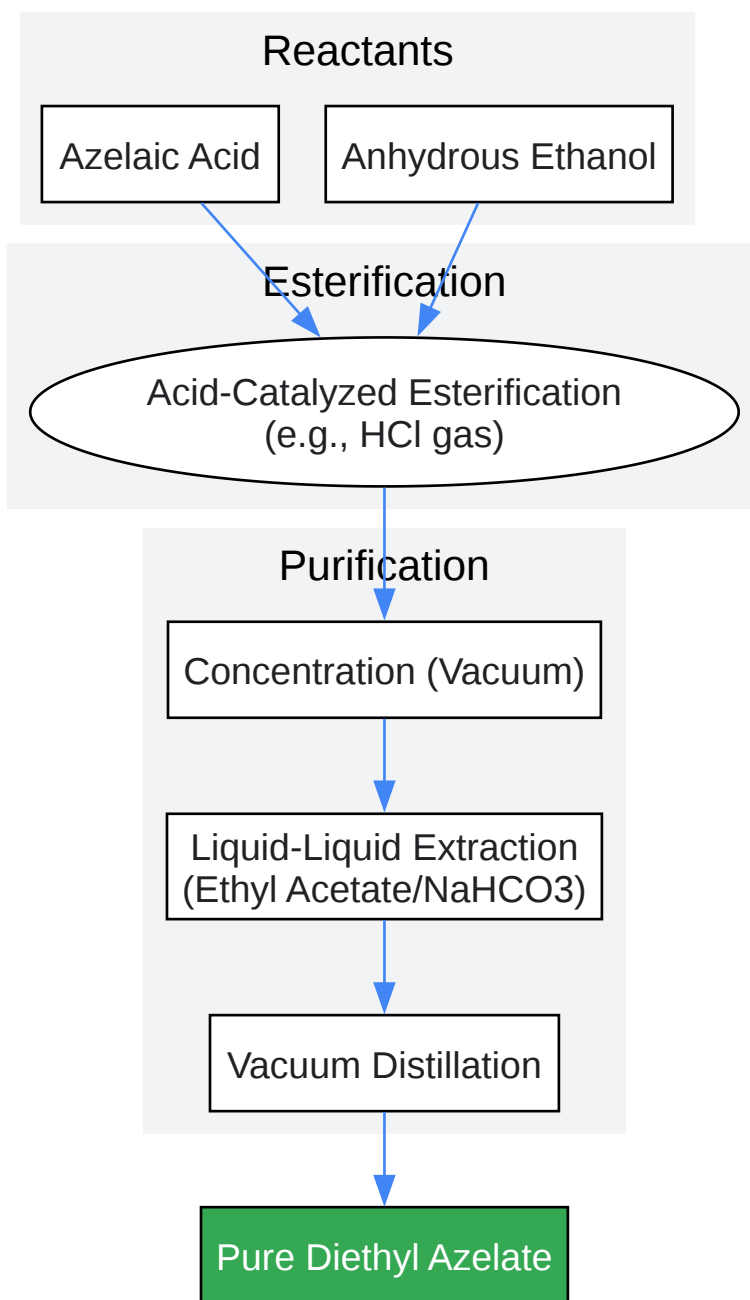 Reactants
Azelaic Acid
Anhydrous Ethanol
Esterification
Acid-Catalyzed Esterification
(e.g., HCl gas)
Purification
Concentration (Vacuum)
Liquid-Liquid Extraction
(Ethyl Acetate/NaHCO3)
Vacuum Distillation
Pure Diethyl Azelate